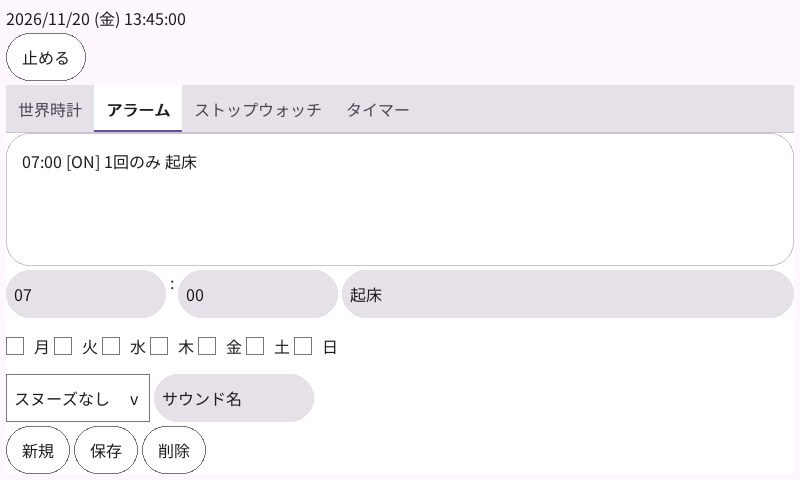 2026/11/20 (金) 13:45:00
止める
世界時計 アラーム ストップウォッチ タイマー
07:00 [ON] 1回のみ 起床
07 : 00 起床
月 火 水 木 金 土 日
スヌーズなし v サウンド名
新規 保存 削除